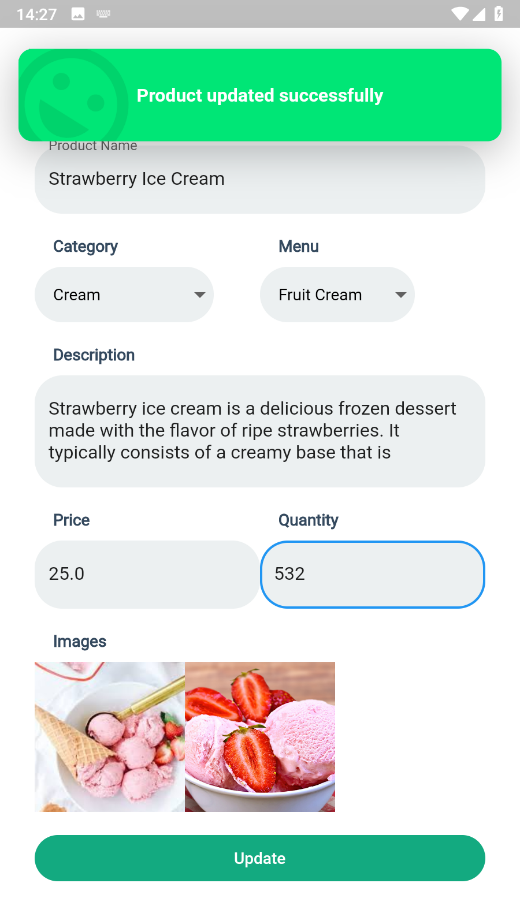 14:27
Product updated successfully
Product Name
Strawberry Ice Cream
Category
Menu
Cream
Fruit Cream
Description
Strawberry ice cream is a delicious frozen dessert
made with the flavor of ripe strawberries. It
typically consists of a creamy base that is
Price
Quantity
25.0
532
Images
Update